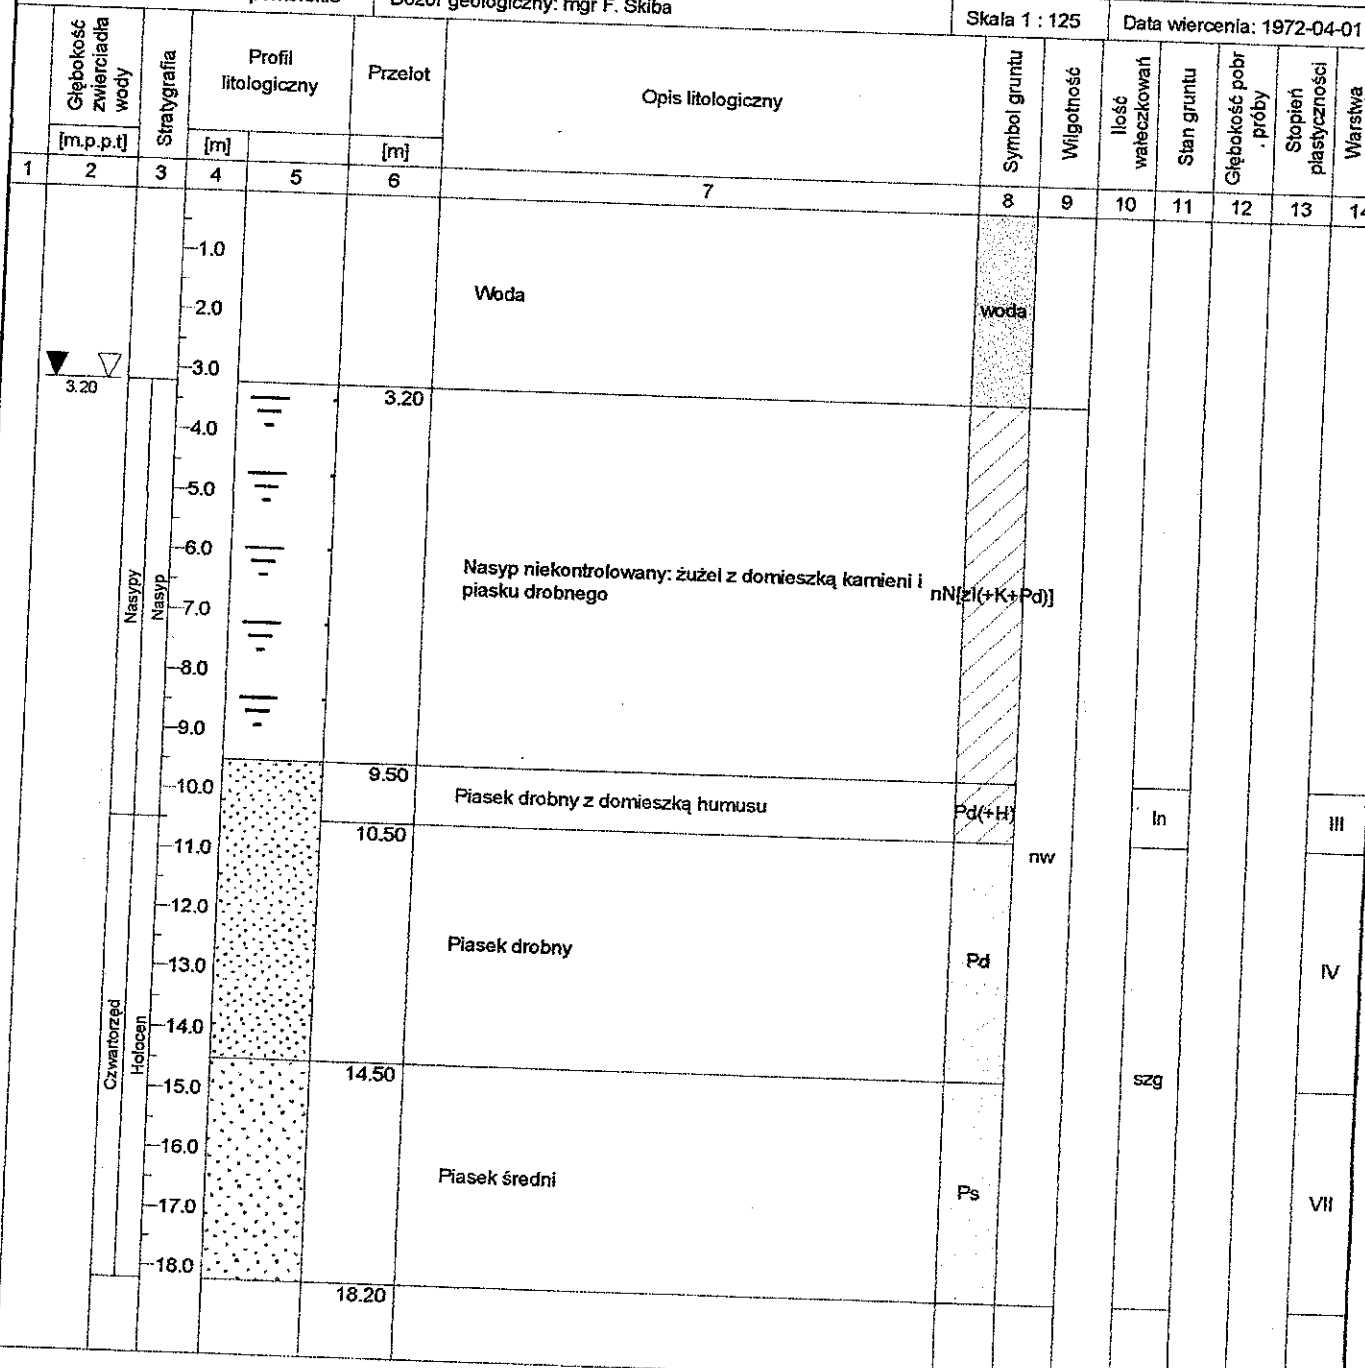 Dozór geologiczny: mgr F. Skiba
Skala 1 : 125
Data wiercenia: 1972-04-01
Głębokość zwierciadła wody
[m.p.p.t]
Stratygrafia
Profil litologiczny
[m]
Przelot
[m]
Opis litologiczny
Symbol gruntu
Wilgotność
Ilość wałeczkowań
Stan gruntu
Głębokość pobr . próby
Stopień plastyczności
Warstwa
1 2 3 4 5 6 7 8 9 10 11 12 13 14
-1.0
-2.0
-3.0
-4.0
-5.0
-6.0
-7.0
-8.0
-9.0
-10.0
-11.0
-12.0
-13.0
-14.0
-15.0
-16.0
-17.0
-18.0
3.20
Nasypy
Nasyp
Czwartorzęd
Holocen
Woda
woda
3.20
Nasyp niekontrolowany: żużel z domieszką kamieni i
piasku drobnego
nN[żl(+K+Pd)]
9.50
Piasek drobny z domieszką humusu
Pd(+H)
ln
III
10.50
nw
Piasek drobny
Pd
IV
14.50
szg
Piasek średni
Ps
VII
18.20